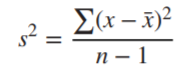 s² = ∑(x − x̄)² / n − 1